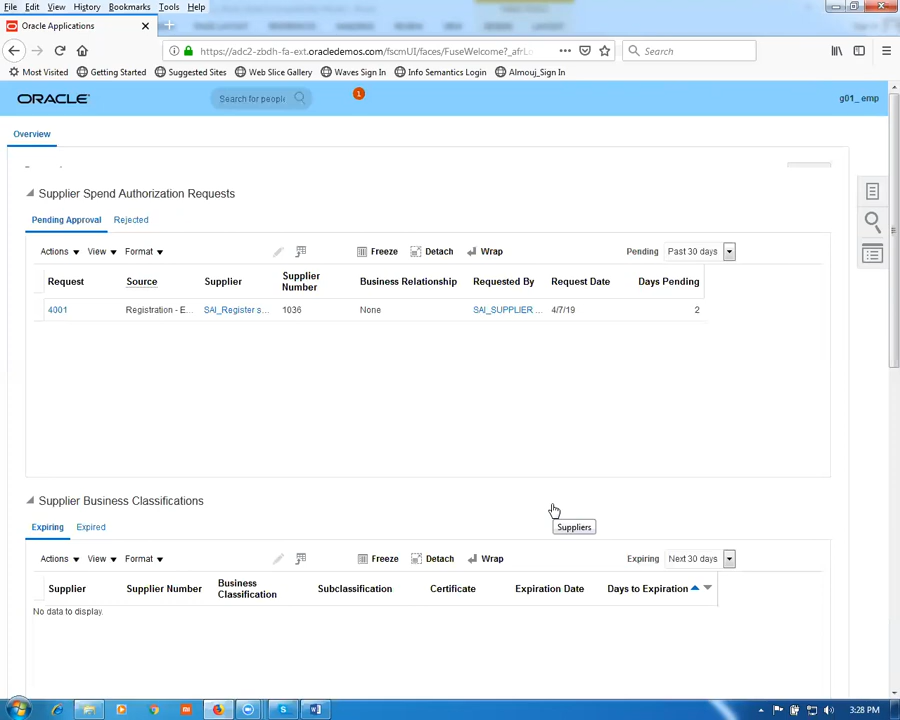 File Edit View History Bookmarks Tools Help
Oracle Applications
https://adc2-zbdh-fa-ext.oracledemos.com/fscmUI/faces/FuseWelcome?_afrLo
Search
Most Visited Getting Started Suggested Sites Web Slice Gallery Waves Sign In Info Semantics Login Almouj_Sign In
ORACLE Search for people 1 g01_ emp
Overview
Supplier Spend Authorization Requests
Pending Approval Rejected
Actions View Format Freeze Detach Wrap Pending Past 30 days
Request Source Supplier Supplier Number Business Relationship Requested By Request Date Days Pending
4001 Registration - E... SAI_Register s... 1036 None SAI_SUPPLIER ... 4/7/19 2
Supplier Business Classifications
Suppliers
Expiring Expired
Actions View Format Freeze Detach Wrap Expiring Next 30 days
Supplier Supplier Number Business Classification Subclassification Certificate Expiration Date Days to Expiration
No data to display.
3:28 PM